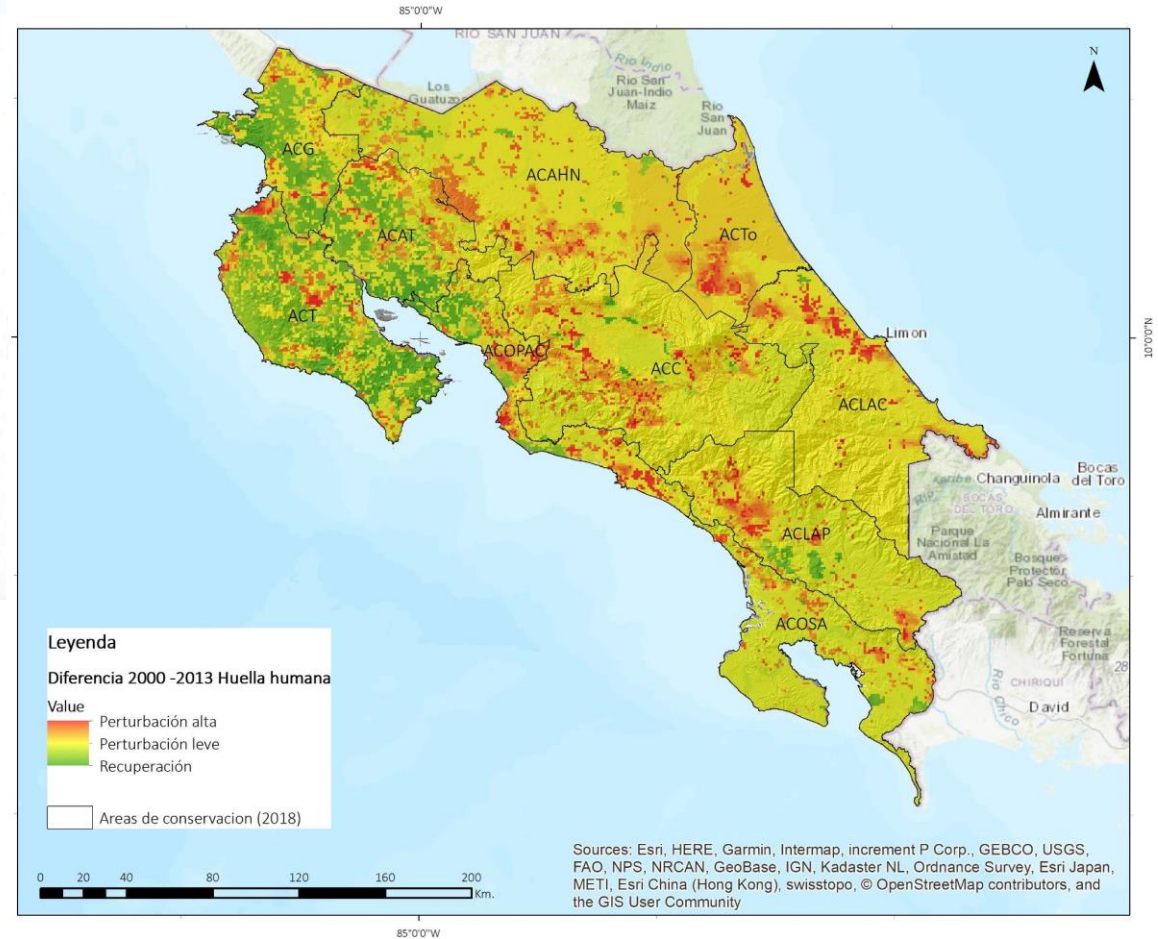 85°0'0"W
RIO SAN JUAN
Rio Indio
Los
Guatuzo
Rio San
Juan-Indio
Maiz
Rio
San
Juan
N
ACG
ACAHN
ACAT
ACTo
ACT
10°0'0"N
Limon
ACOPAC
ACC
ACLAC
Changuinola
Bocas
del Toro
BOCAS
DEL TORO
Almirante
Parque
Nacional La
Amistad
Bosque
Protector
Palo Seco
ACLAP
ACOSA
Reserva
Forestal
Fortuna
28
CHIRIQUI
Rio Chico
David
Leyenda
Diferencia 2000 -2013 Huella humana
Value
Perturbación alta
Perturbación leve
Recuperación
Areas de conservacion (2018)
0 20 40 80 120 160 200
Km.
Sources: Esri, HERE, Garmin, Intermap, increment P Corp., GEBCO, USGS,
FAO, NPS, NRCAN, GeoBase, IGN, Kadaster NL, Ordnance Survey, Esri Japan,
METI, Esri China (Hong Kong), swisstopo, © OpenStreetMap contributors, and
the GIS User Community
85°0'0"W